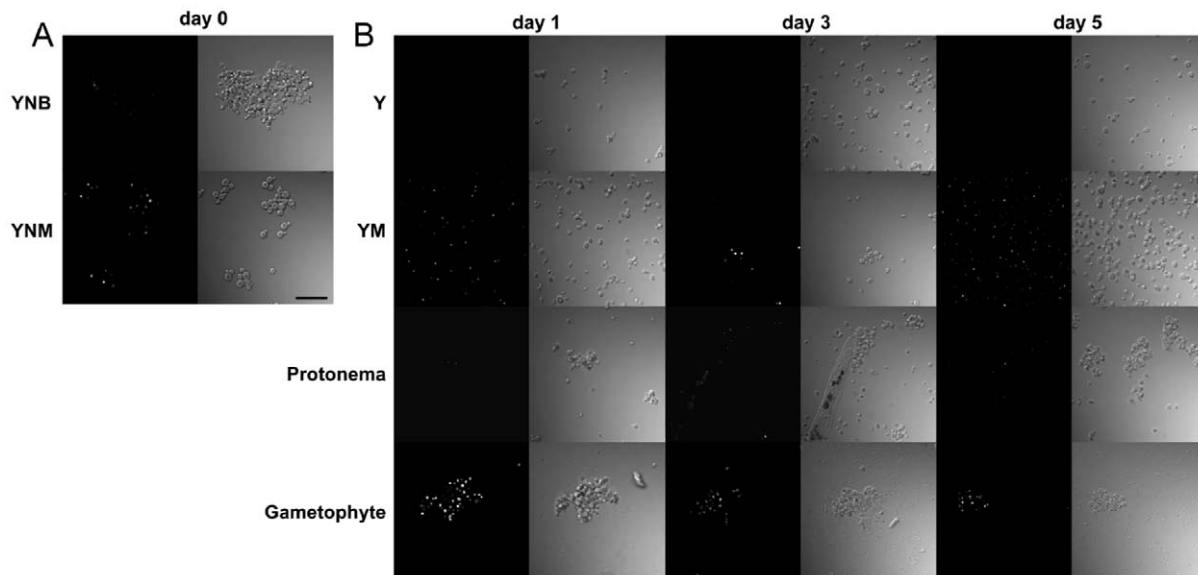 A
day 0
YNB
YNM
B
day 1 day 3 day 5
Y
YM
Protonema
Gametophyte